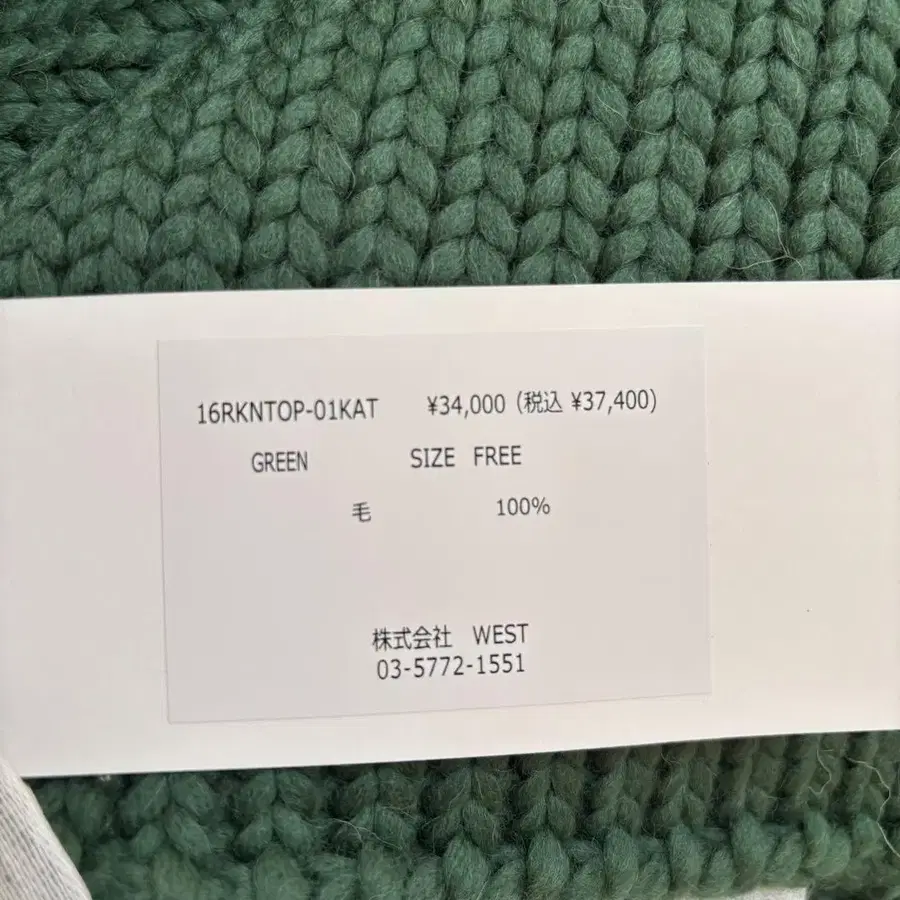 16RKNTOP-01KAT ¥34,000 (税込 ¥37,400)
GREEN SIZE FREE
毛 100%
株式会社 WEST
03-5772-1551